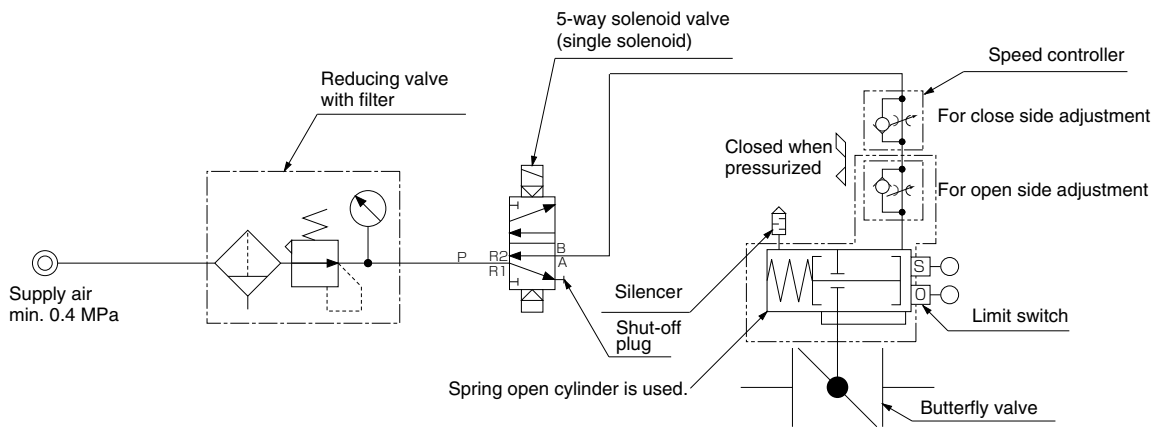 5-way solenoid valve
(single solenoid)
Speed controller
Reducing valve
with filter
For close side adjustment
Closed when
pressurized
For open side adjustment
P
R2
B
R1
A
S
O
Supply air
min. 0.4 MPa
Silencer
Limit switch
Shut-off
plug
Spring open cylinder is used.
Butterfly valve